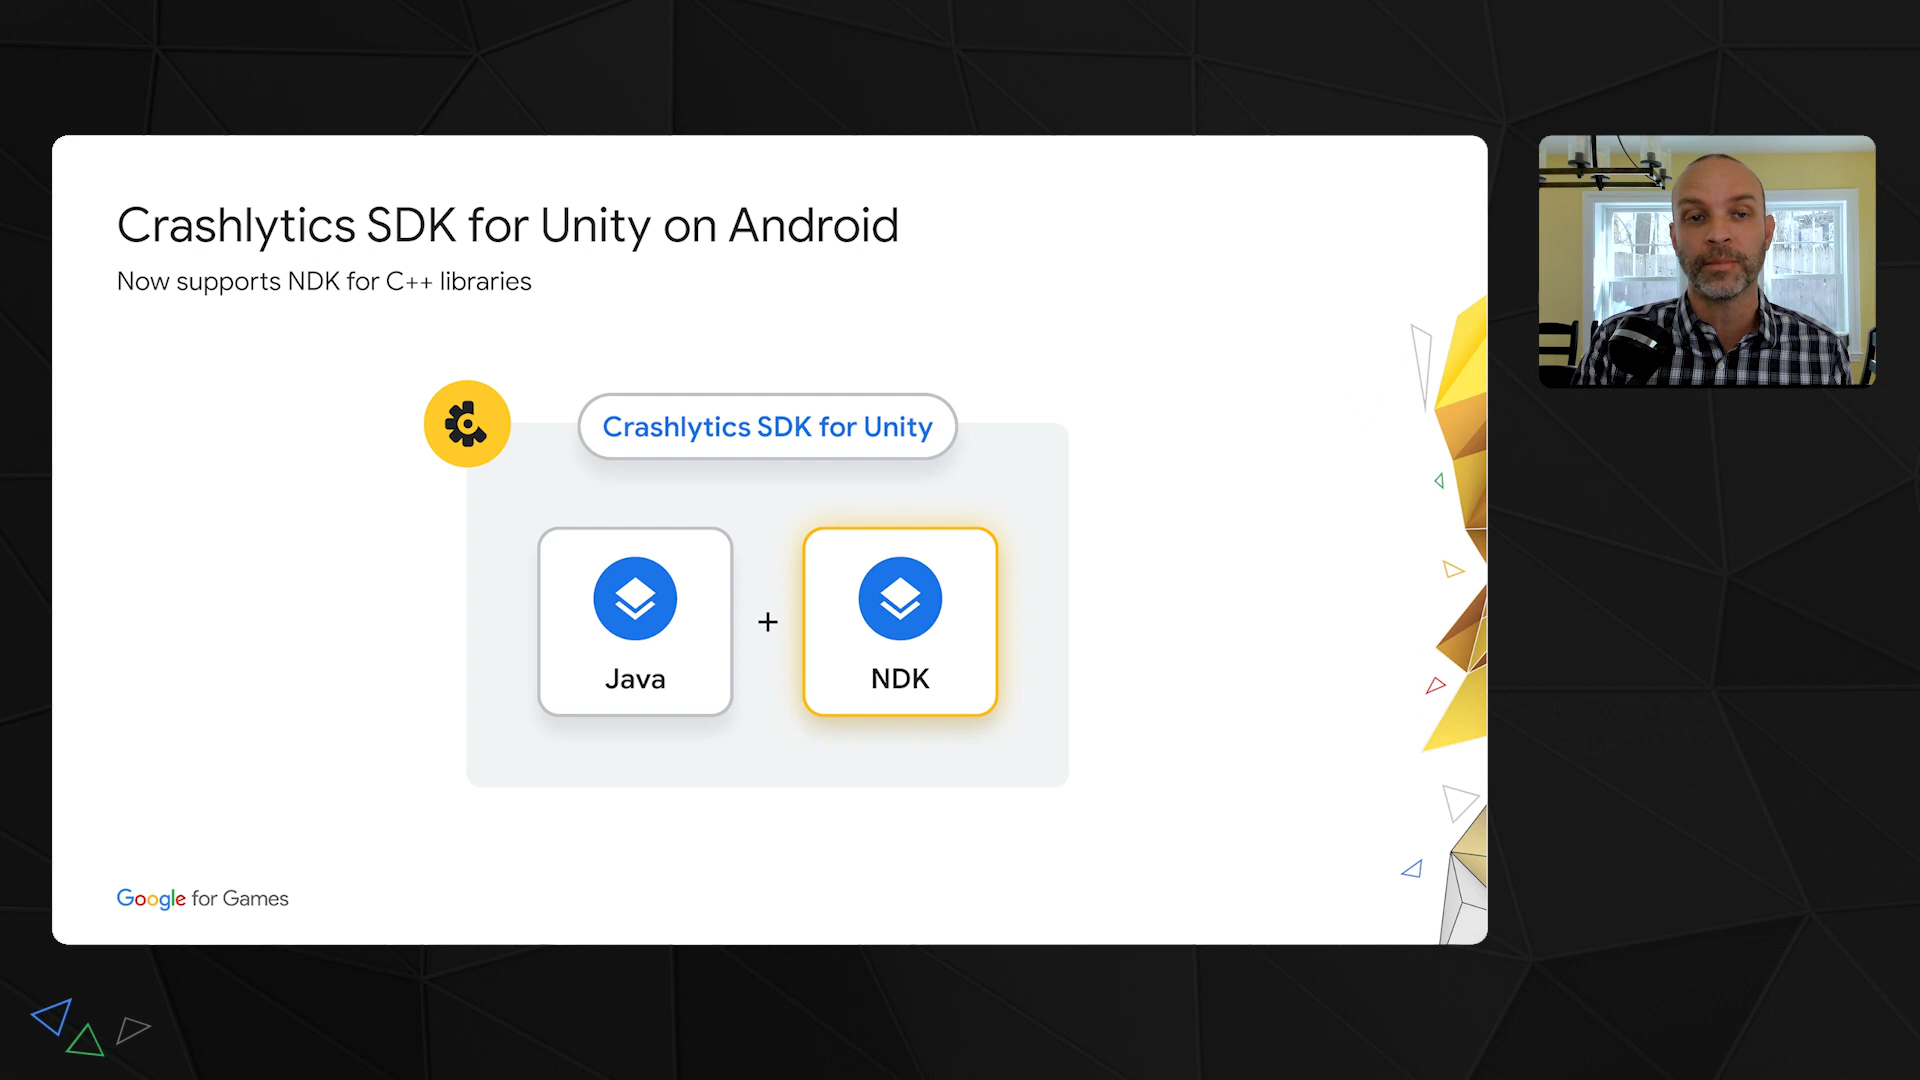 Crashlytics SDK for Unity on Android
Now supports NDK for C++ libraries
Crashlytics SDK for Unity
Java
+
NDK
Google for Games